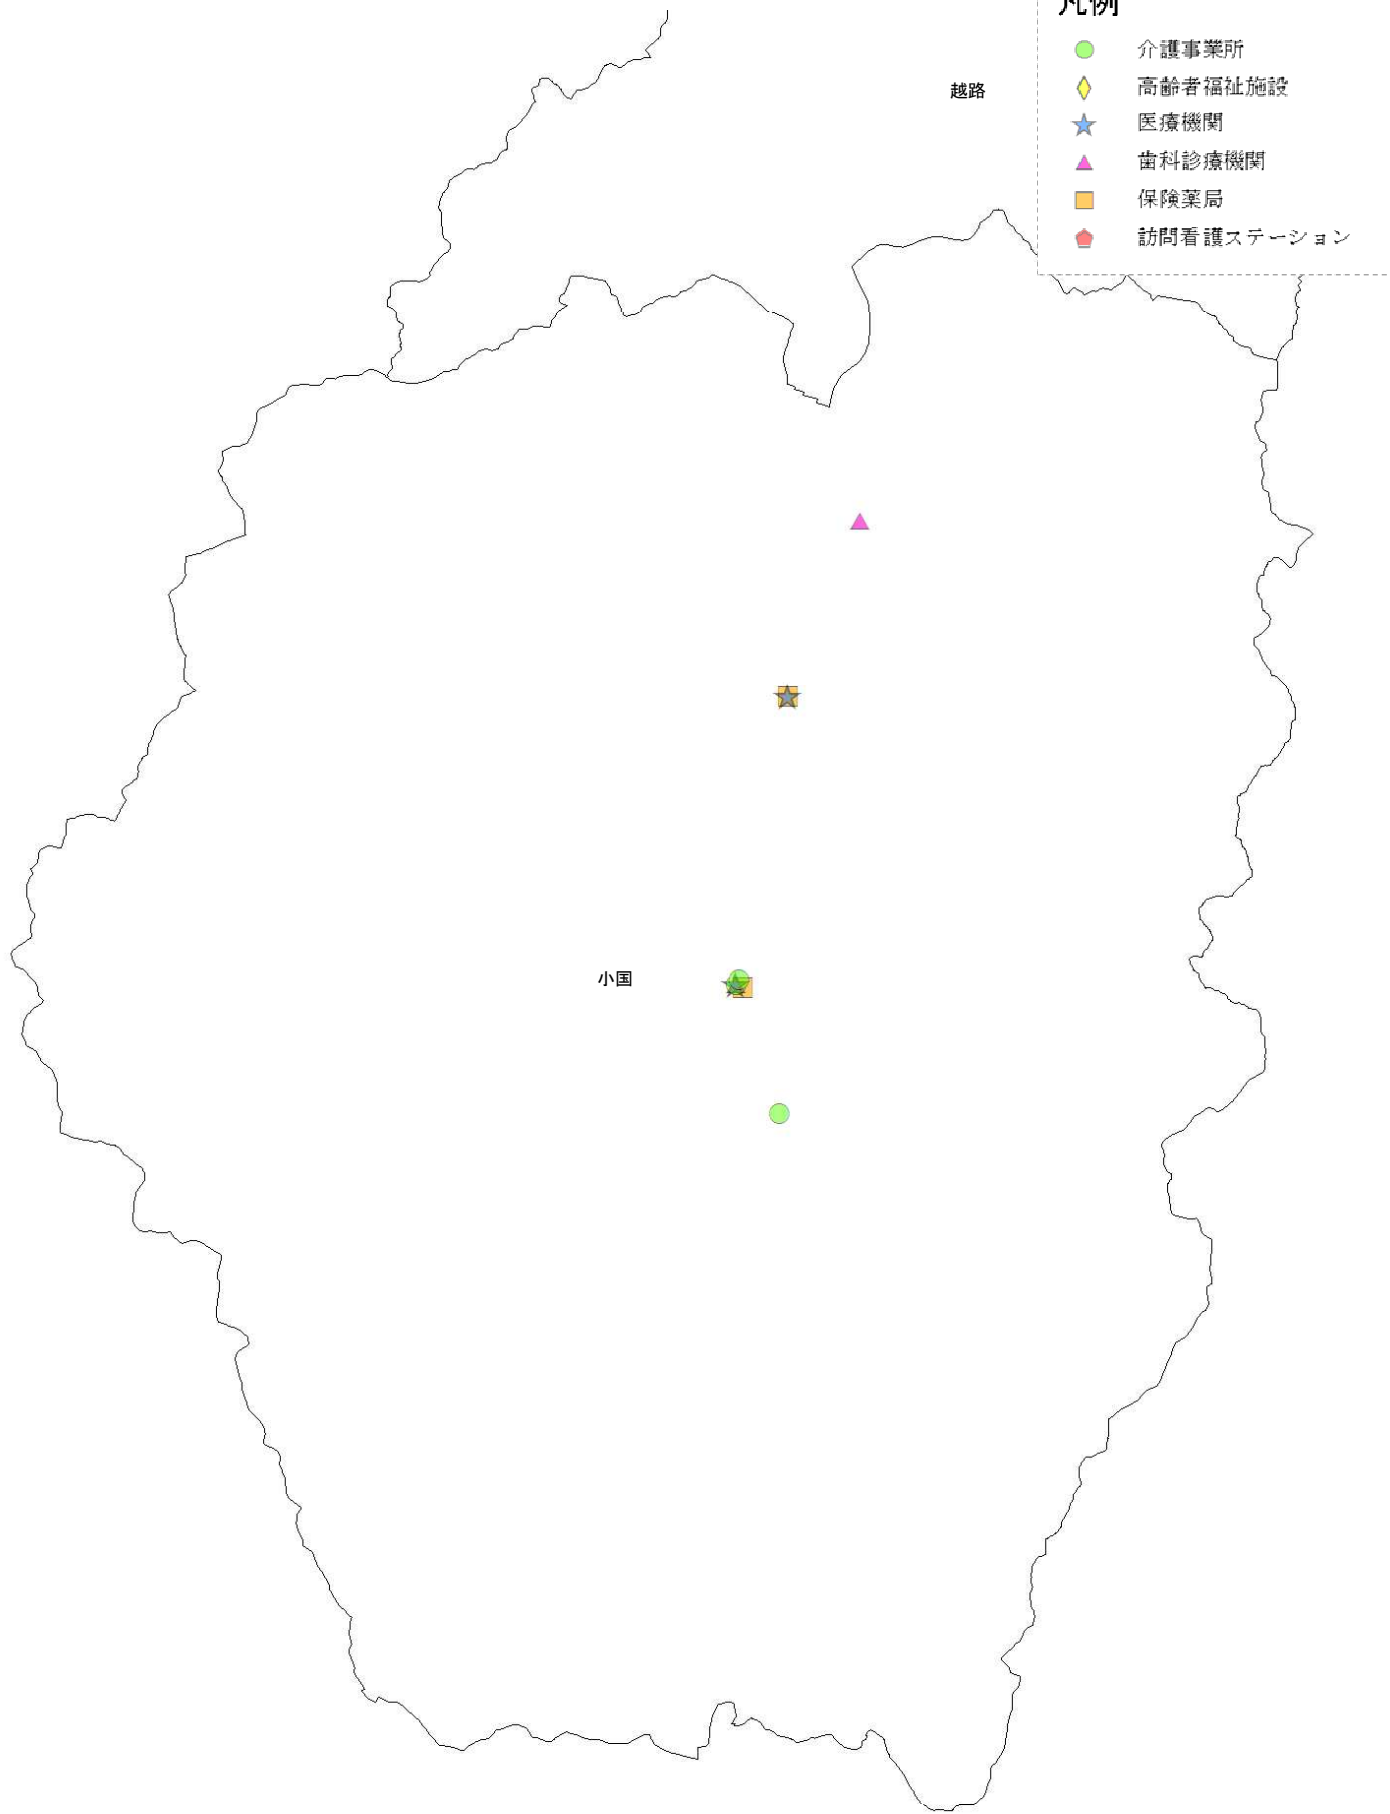 凡例
介護事業所
高齢者福祉施設
医療機関
歯科診療機関
保険薬局
訪問看護ステーション
越路
小国